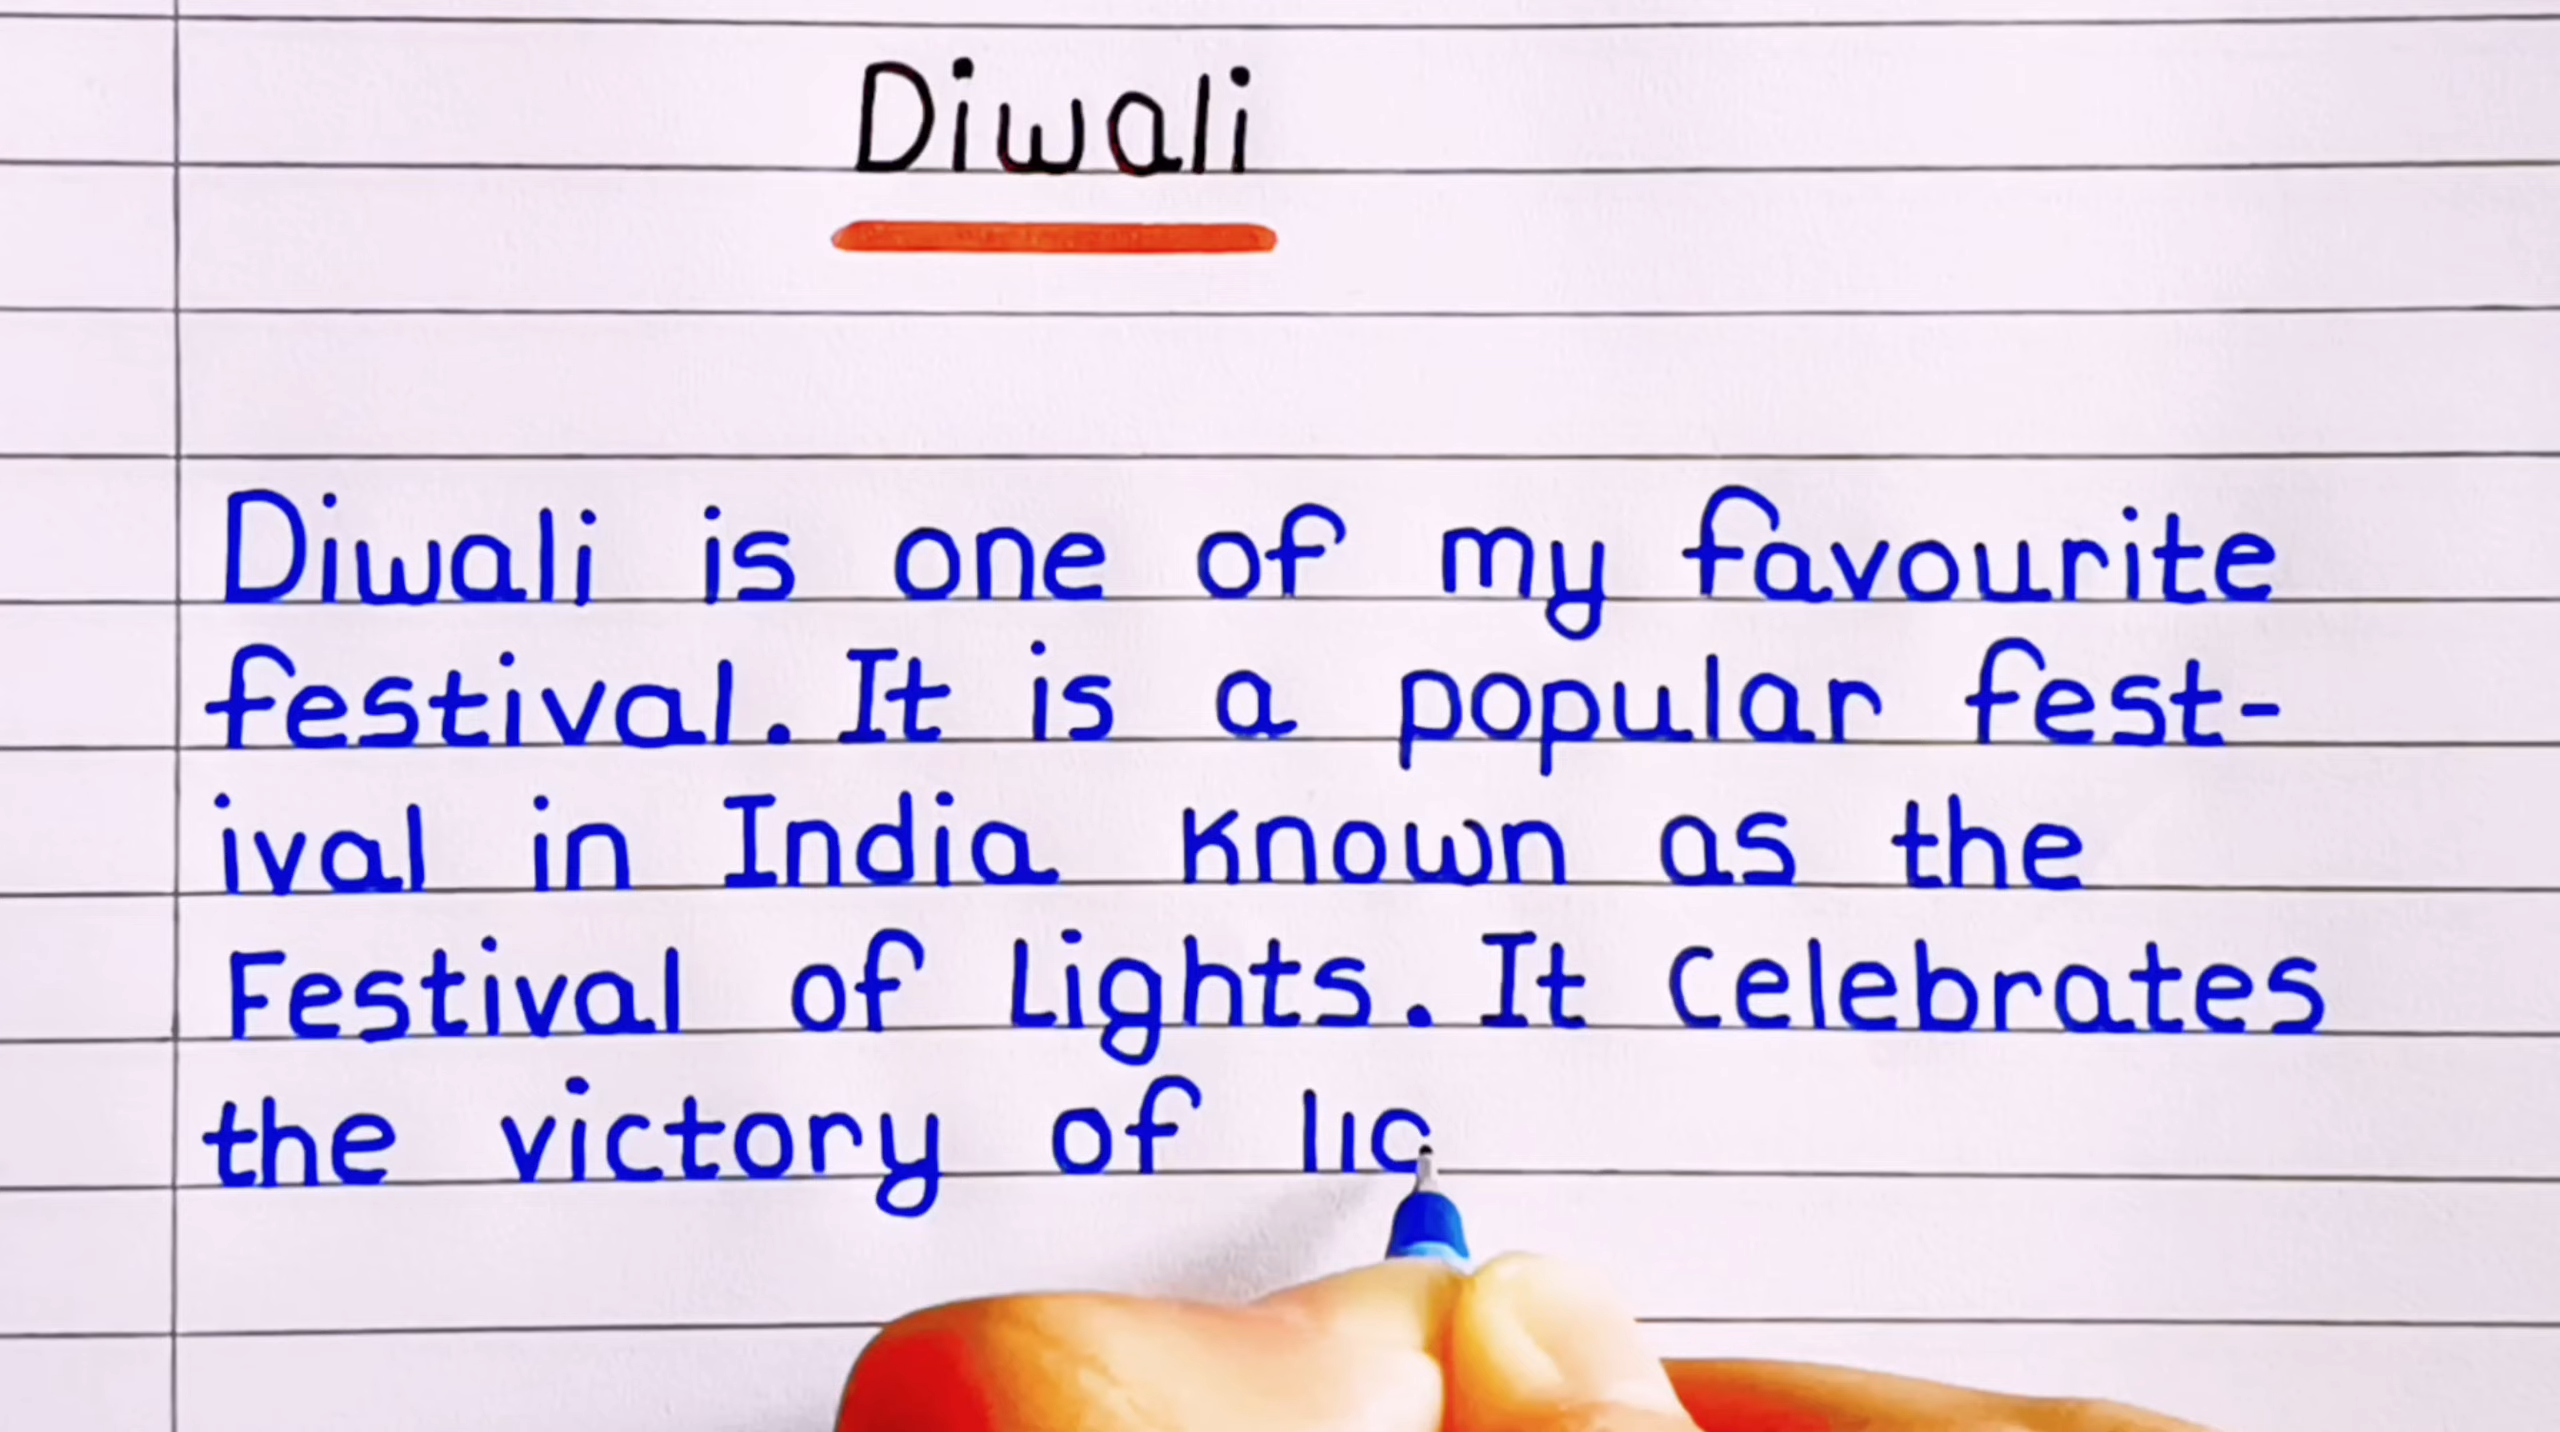 Diwali
Diwali is one of my favourite
festival. It is a popular fest-
ival in India known as the
Festival of Lights. It Celebrates
the victory of